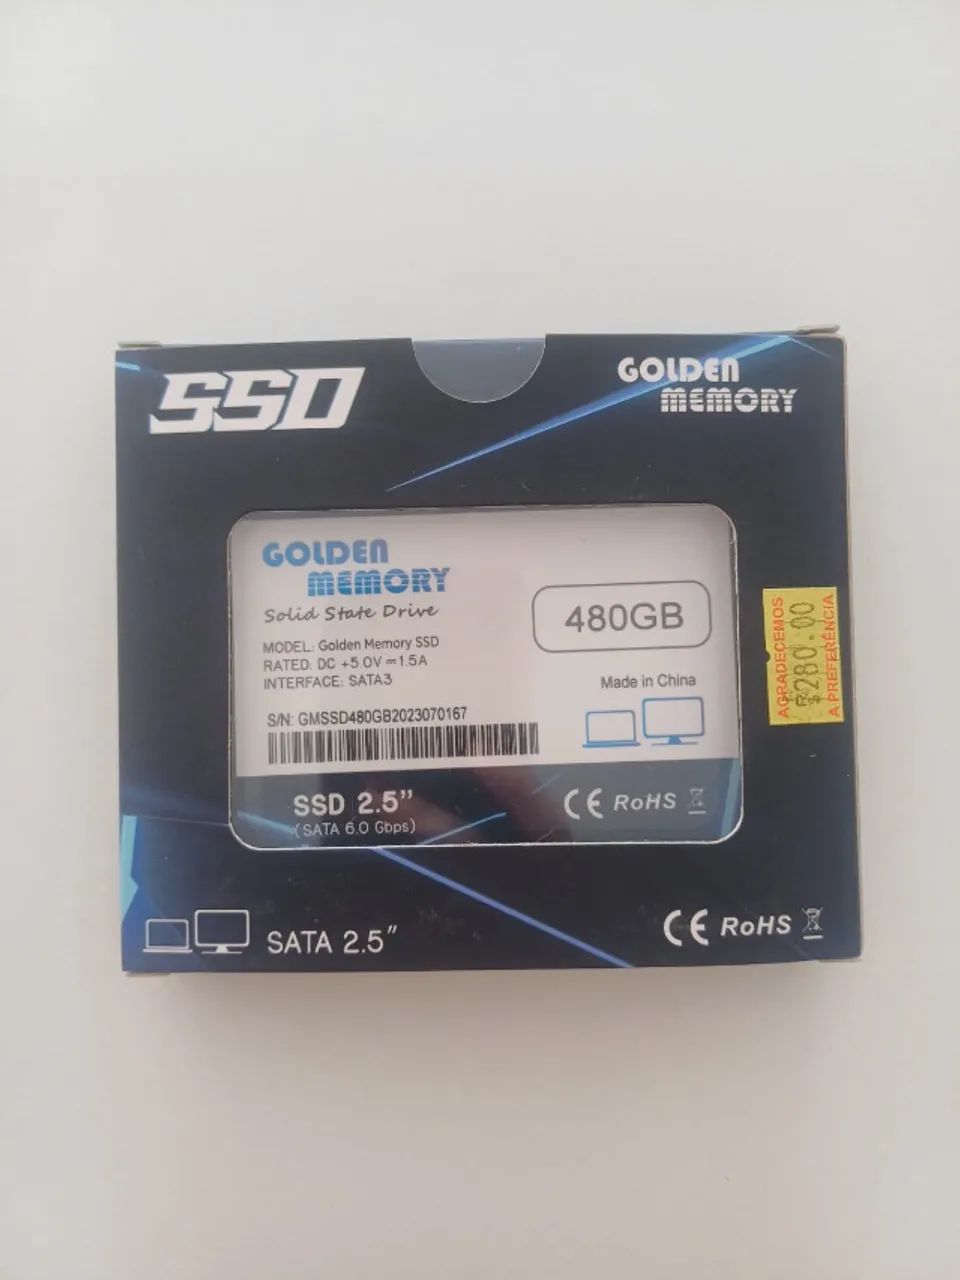 SSD
GOLDEN
MEMORY
GOLDEN
MEMORY
Solid State Drive
480GB
MODEL: Golden Memory SSD
RATED: DC +5.0V ⎓ 1.5A
INTERFACE: SATA3
Made in China
S/N: GMSSD480GB2023070167
SSD 2.5”
(SATA 6.0 Gbps)
CE RoHS
AGRADECEMOS
R$280.00
A PREFERÊNCIA
SATA 2.5”
CE RoHS